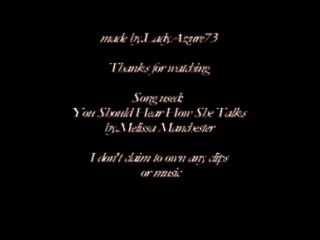 made by:LadyAzure73
Thanks for watching
Song used:
You Should Hear How She Talks
by:Melissa Manchester
I don't claim to own any clips
or music